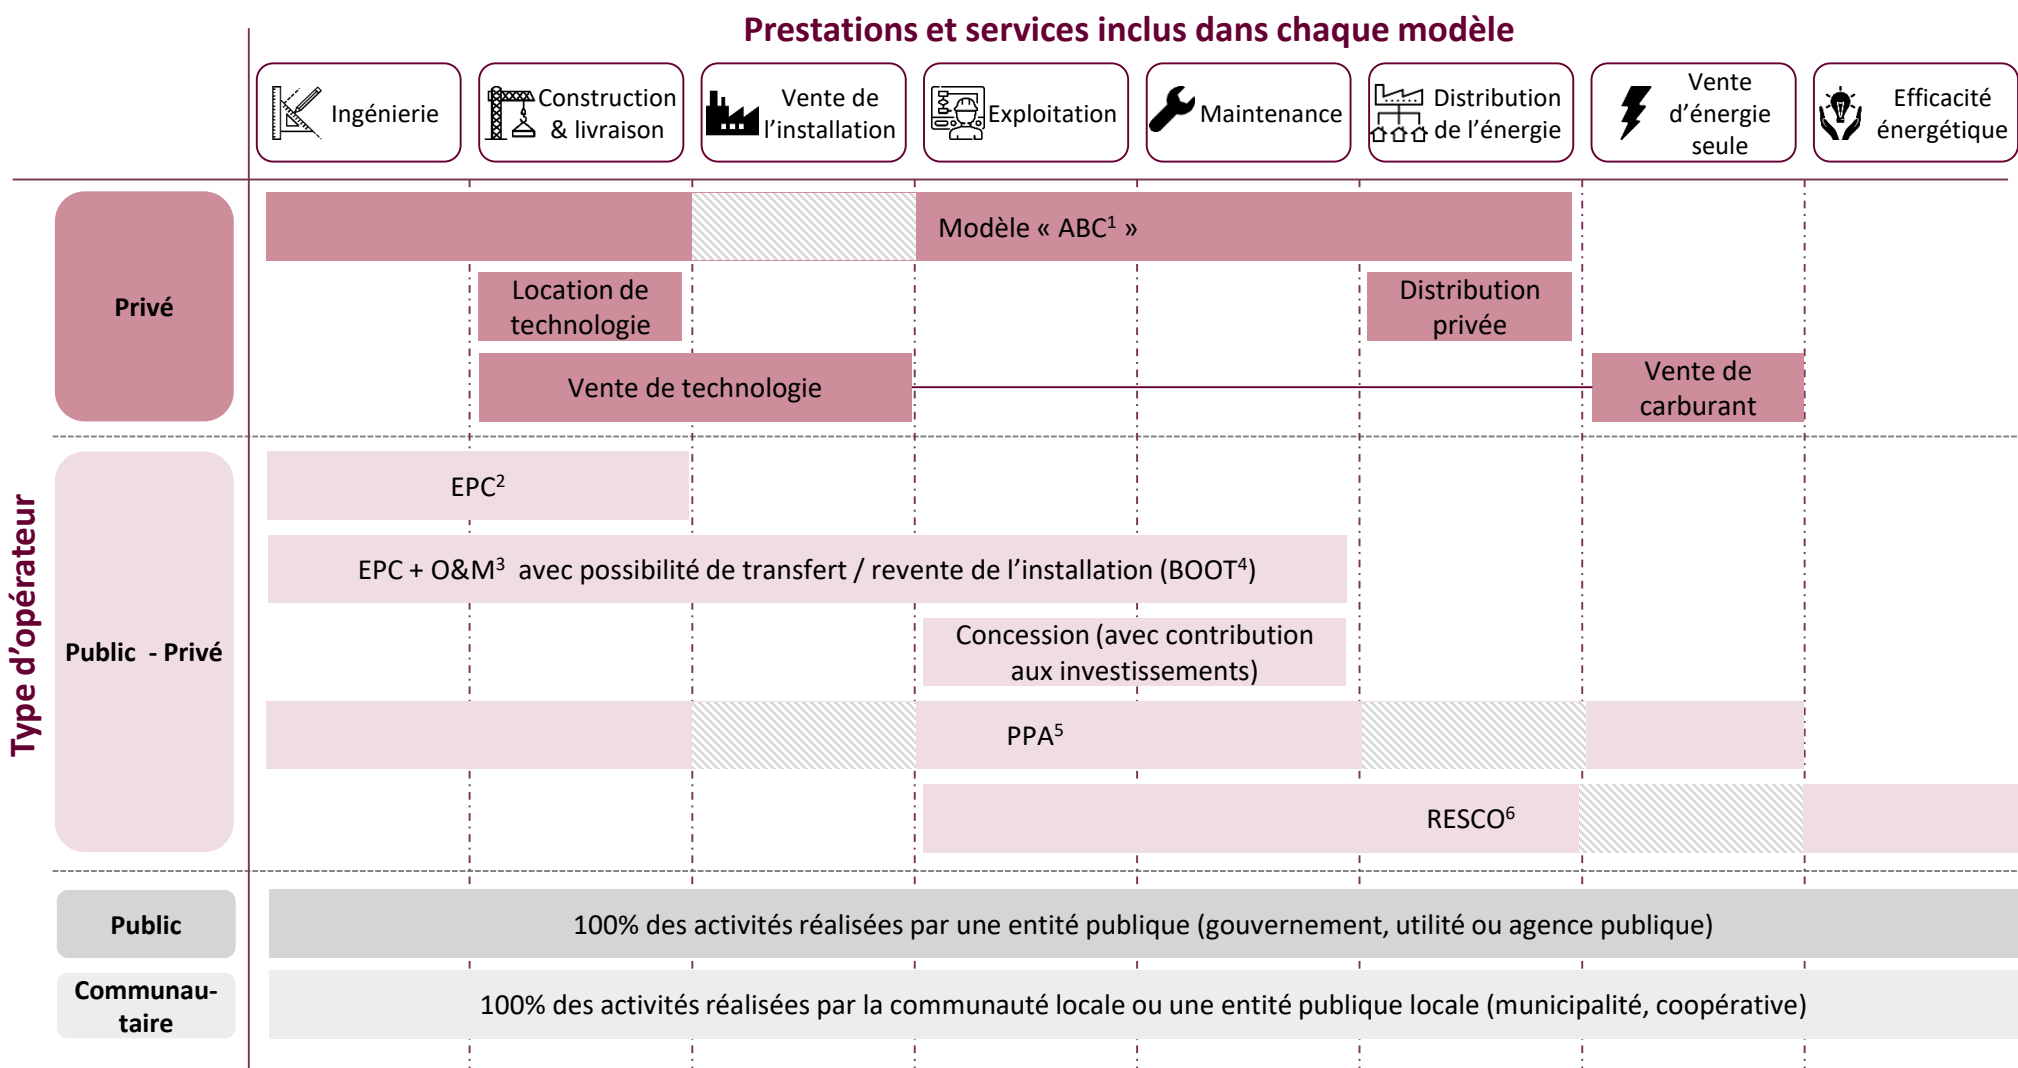 Prestations et services inclus dans chaque modèle
Ingénierie
Construction
& livraison
Vente de
l’installation
Exploitation
Maintenance
Distribution
de l’énergie
Vente
d’énergie
seule
Efficacité
énergétique
Type d’opérateur
Privé
Modèle « ABC¹ »
Location de
technologie
Distribution
privée
Vente de technologie
Vente de
carburant
Public - Privé
EPC²
EPC + O&M³ avec possibilité de transfert / revente de l’installation (BOOT⁴)
Concession (avec contribution
aux investissements)
PPA⁵
RESCO⁶
Public
100% des activités réalisées par une entité publique (gouvernement, utilité ou agence publique)
Communau-
taire
100% des activités réalisées par la communauté locale ou une entité publique locale (municipalité, coopérative)